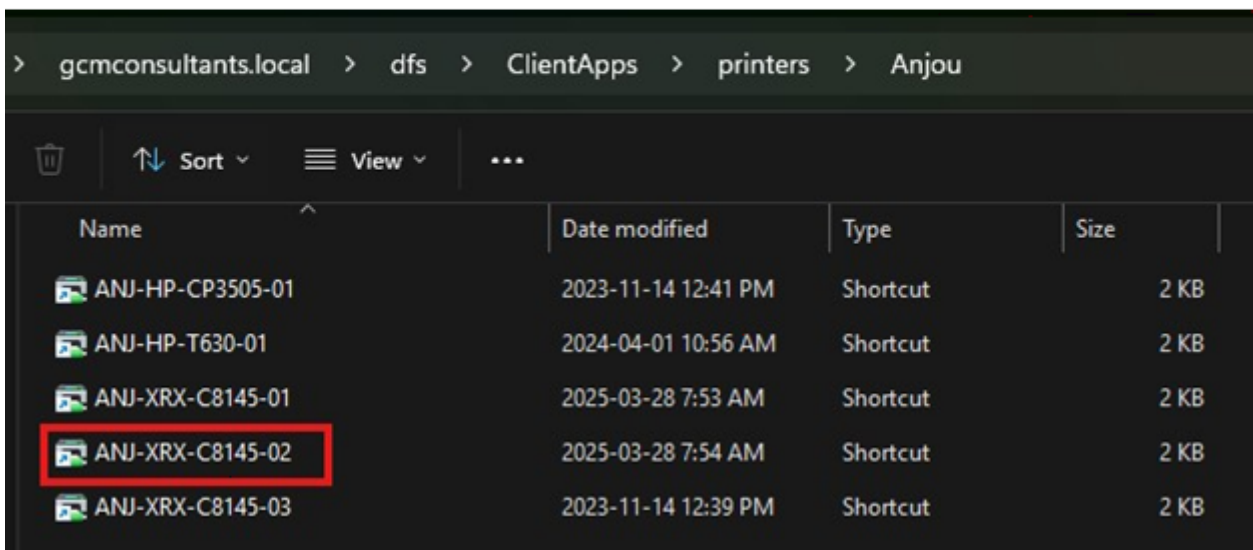 > gcmconsultants.local > dfs > ClientApps > printers > Anjou
Sort View ...
Name Date modified Type Size
ANJ-HP-CP3505-01 2023-11-14 12:41 PM Shortcut 2 KB
ANJ-HP-T630-01 2024-04-01 10:56 AM Shortcut 2 KB
ANJ-XRX-C8145-01 2025-03-28 7:53 AM Shortcut 2 KB
ANJ-XRX-C8145-02 2025-03-28 7:54 AM Shortcut 2 KB
ANJ-XRX-C8145-03 2023-11-14 12:39 PM Shortcut 2 KB